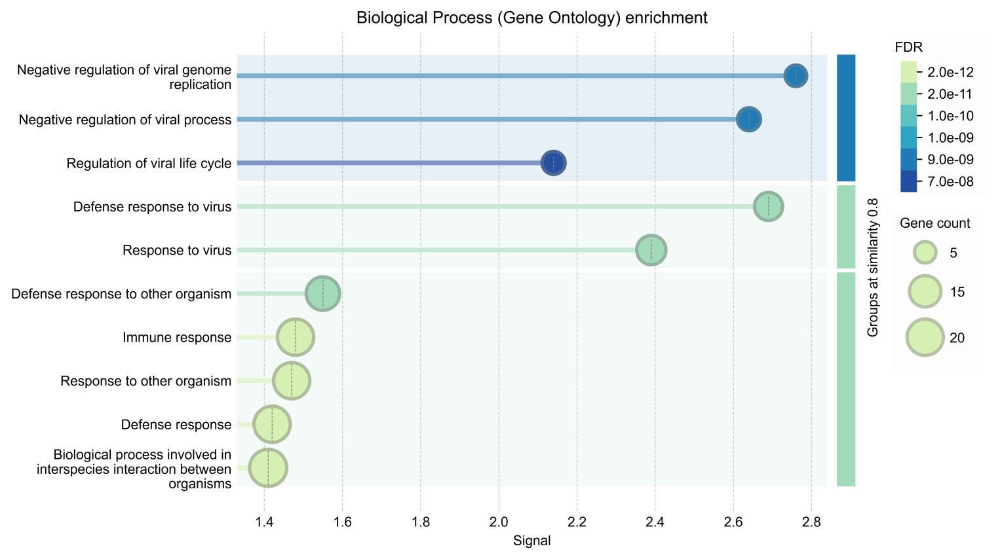 Biological Process (Gene Ontology) enrichment
Negative regulation of viral genome
replication
Negative regulation of viral process
Regulation of viral life cycle
Defense response to virus
Response to virus
Defense response to other organism
Immune response
Response to other organism
Defense response
Biological process involved in
interspecies interaction between
organisms
1.4 1.6 1.8 2.0 2.2 2.4 2.6 2.8
Signal
Groups at similarity 0.8
FDR
2.0e-12
2.0e-11
1.0e-10
1.0e-09
9.0e-09
7.0e-08
Gene count
5
15
20